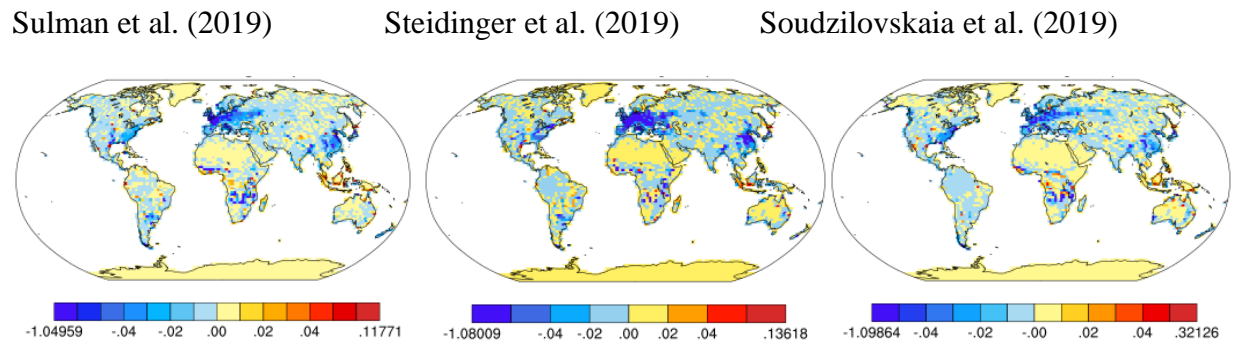 Sulman et al. (2019) Steidinger et al. (2019) Soudzilovskaia et al. (2019)
-1.04959 -.04 -.02 .00 .02 .04 .11771
-1.08009 -.04 -.02 .00 .02 .04 .13618
-1.09864 -.04 -.02 -.00 .02 .04 .32126